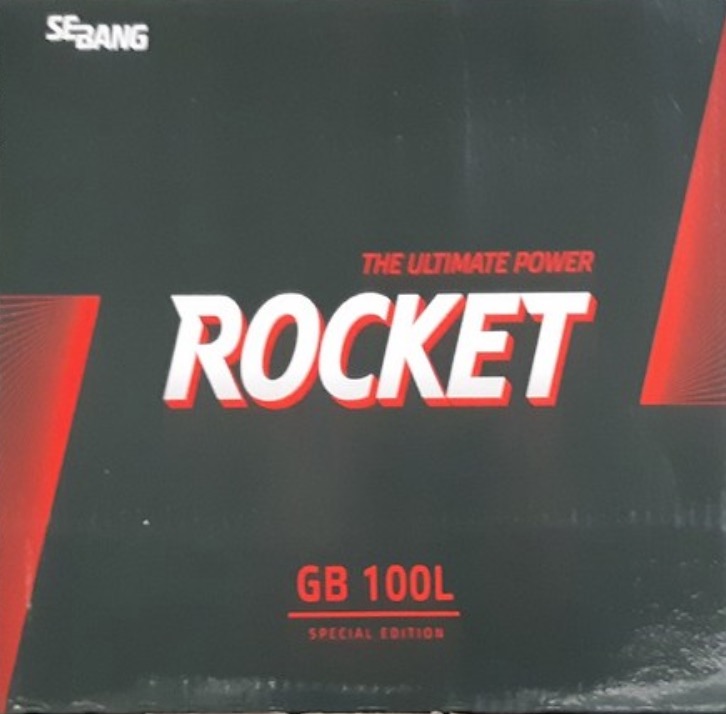 SEBANG
THE ULTIMATE POWER
ROCKET
GB 100L
SPECIAL EDITION